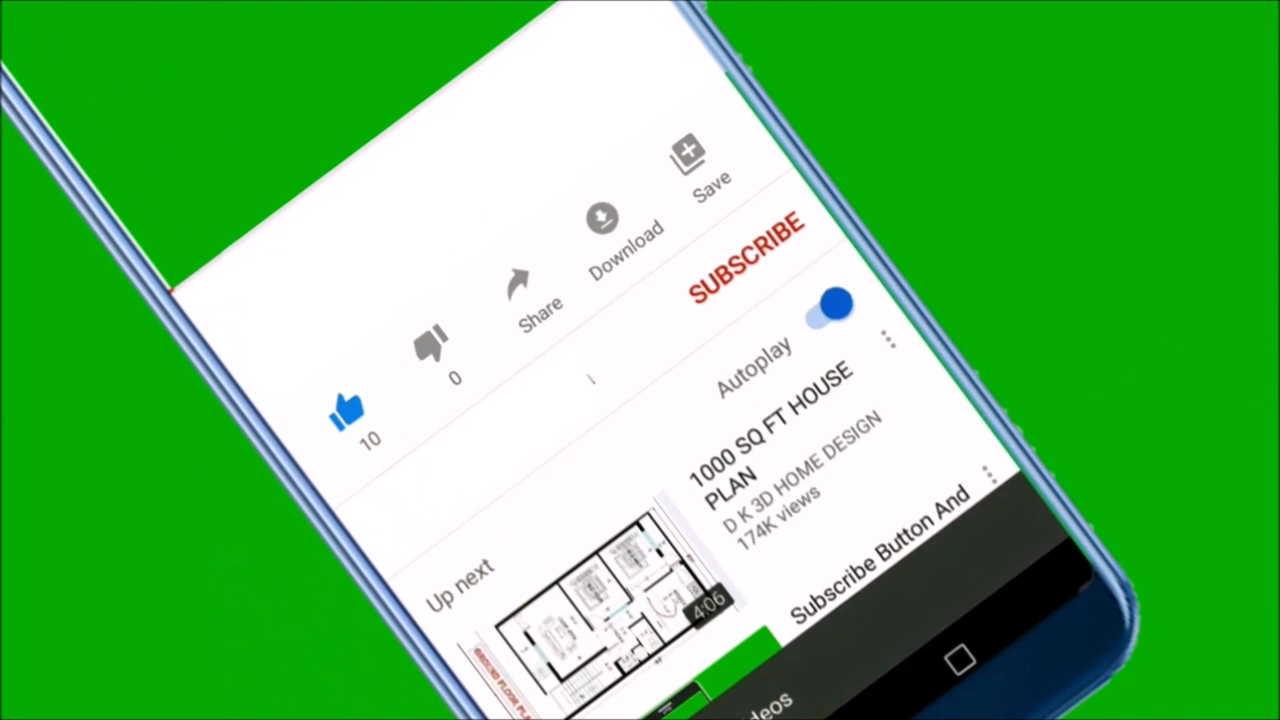 10
0
Share
Download
Save
SUBSCRIBE
Up next
Autoplay
4:06
1000 SQ FT HOUSE
PLAN
D K 3D HOME DESIGN
174K views
Subscribe Button And